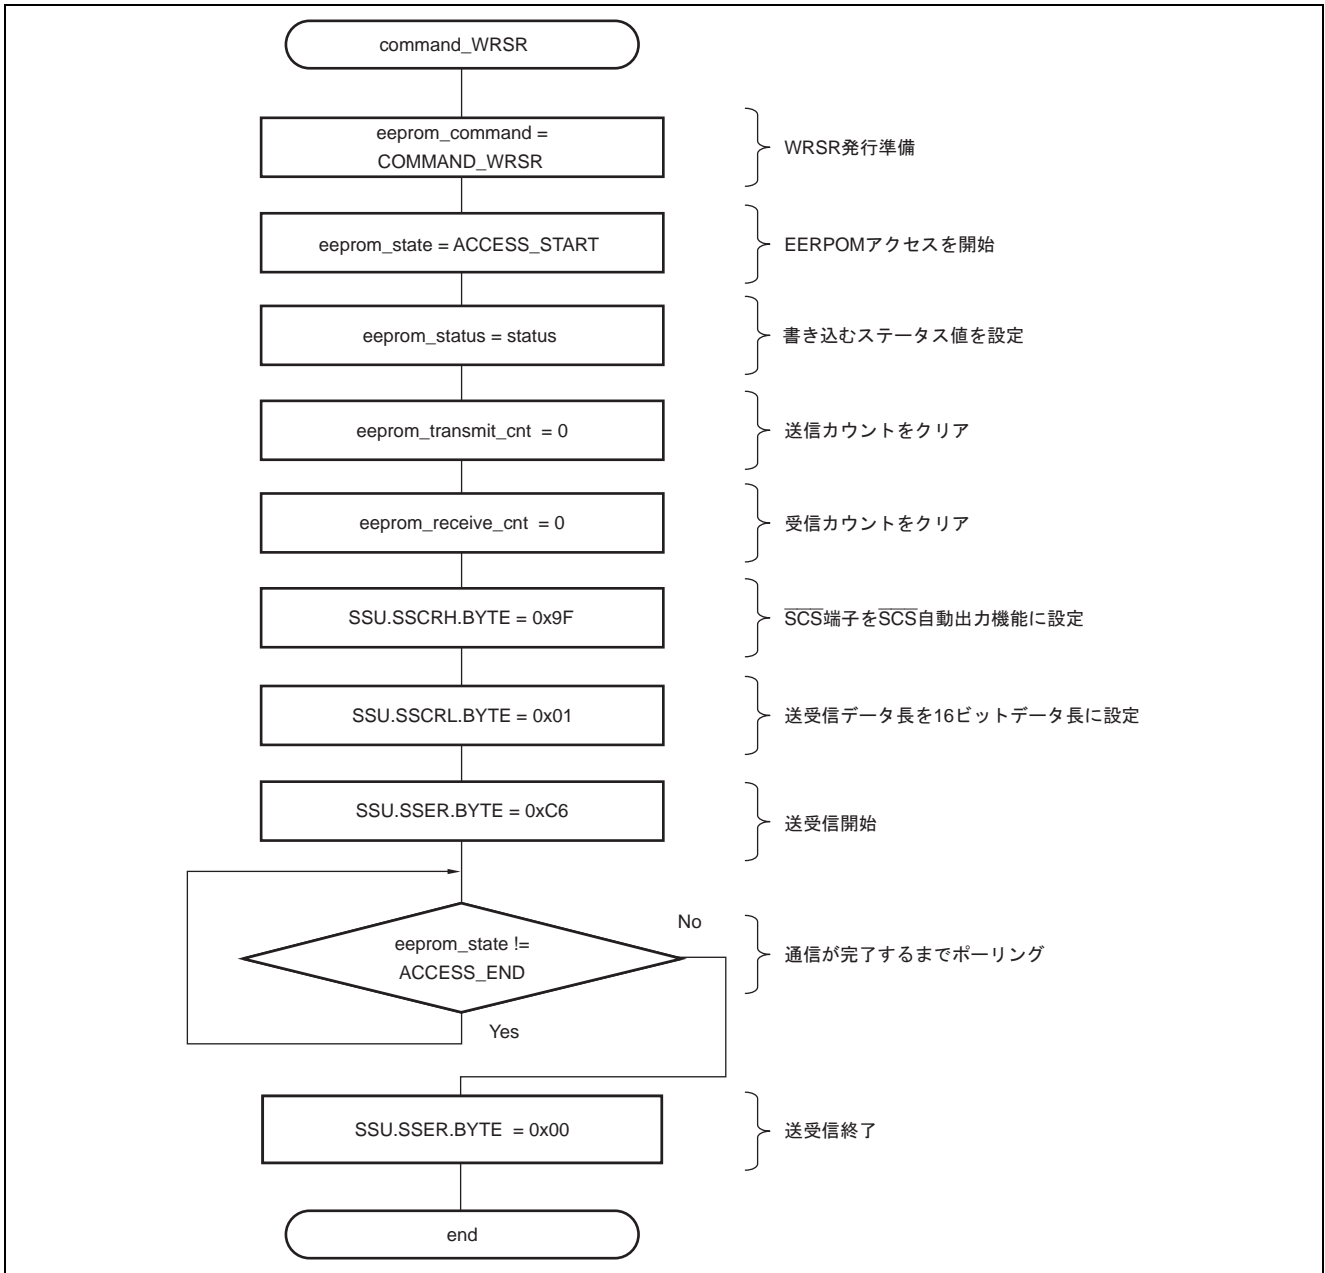 command_WRSR
eeprom_command =
COMMAND_WRSR
WRSR発行準備
eeprom_state = ACCESS_START
EERPOMアクセスを開始
eeprom_status = status
書き込むステータス値を設定
eeprom_transmit_cnt = 0
送信カウントをクリア
eeprom_receive_cnt = 0
受信カウントをクリア
SSU.SSCRH.BYTE = 0x9F
S̅C̅S̅端子をS̅C̅S̅自動出力機能に設定
SSU.SSCRL.BYTE = 0x01
送受信データ長を16ビットデータ長に設定
SSU.SSER.BYTE = 0xC6
送受信開始
No
eeprom_state !=
ACCESS_END
通信が完了するまでポーリング
Yes
SSU.SSER.BYTE = 0x00
送受信終了
end